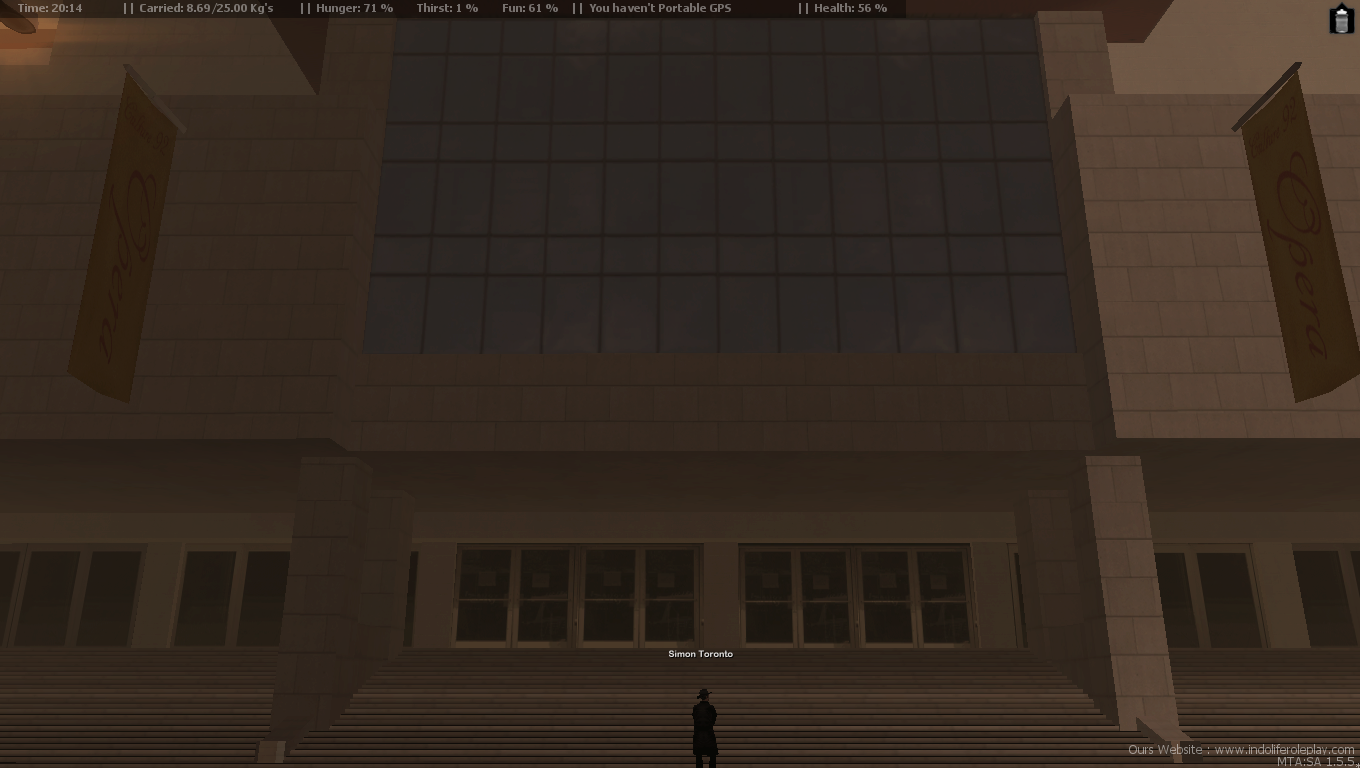 Time: 20:14 || Carried: 8.69/25.00 Kg's || Hunger: 71 % Thirst: 1 % Fun: 61 % || You haven't Portable GPS || Health: 56 %
Opera
Opera
Simon Toronto
Ours Website : www.indoliferoleplay.com
MTA:SA 1.5.5